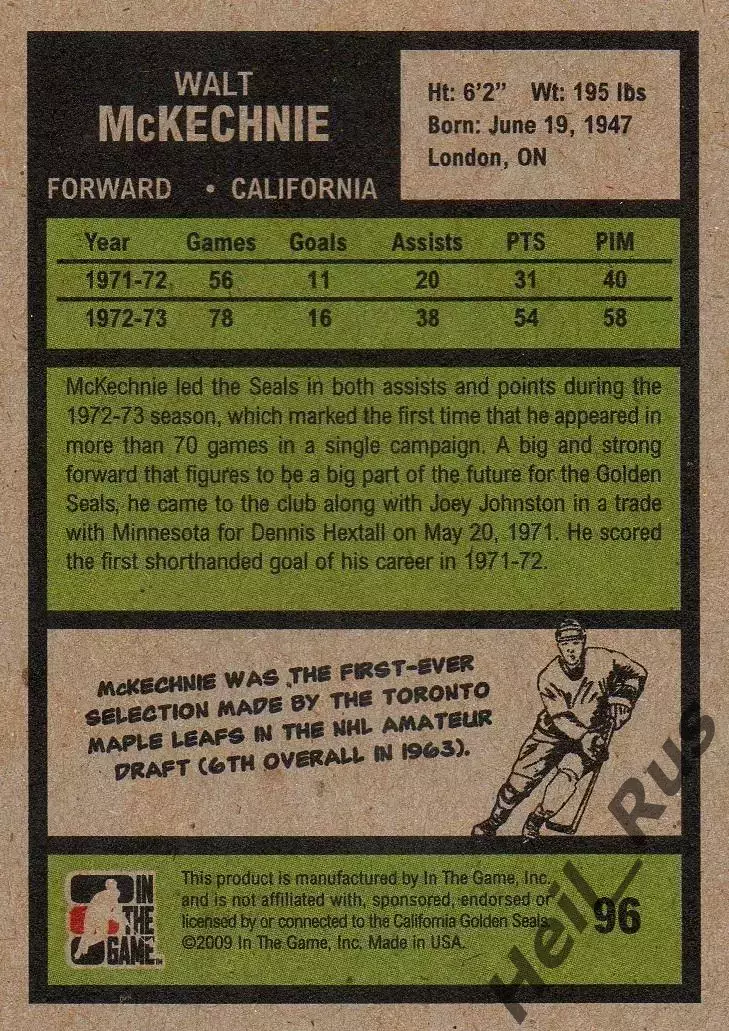 WALT
McKECHNIE
FORWARD • CALIFORNIA
Ht: 6'2" Wt: 195 lbs
Born: June 19, 1947
London, ON
Year Games Goals Assists PTS PIM
1971-72 56 11 20 31 40
1972-73 78 16 38 54 58
McKechnie led the Seals in both assists and points during the
1972-73 season, which marked the first time that he appeared in
more than 70 games in a single campaign. A big and strong
forward that figures to be a big part of the future for the Golden
Seals, he came to the club along with Joey Johnston in a trade
with Minnesota for Dennis Hextall on May 20, 1971. He scored
the first shorthanded goal of his career in 1971-72.
McKECHNIE WAS THE FIRST-EVER
SELECTION MADE BY THE TORONTO
MAPLE LEAFS IN THE NHL AMATEUR
DRAFT (6TH OVERALL IN 1963).
IN
THE
GAME™
This product is manufactured by In The Game, Inc.
and is not affiliated with, sponsored, endorsed or
licensed by or connected to the California Golden Seals.
©2009 In The Game, Inc. Made in USA.
96
Heil_Rus